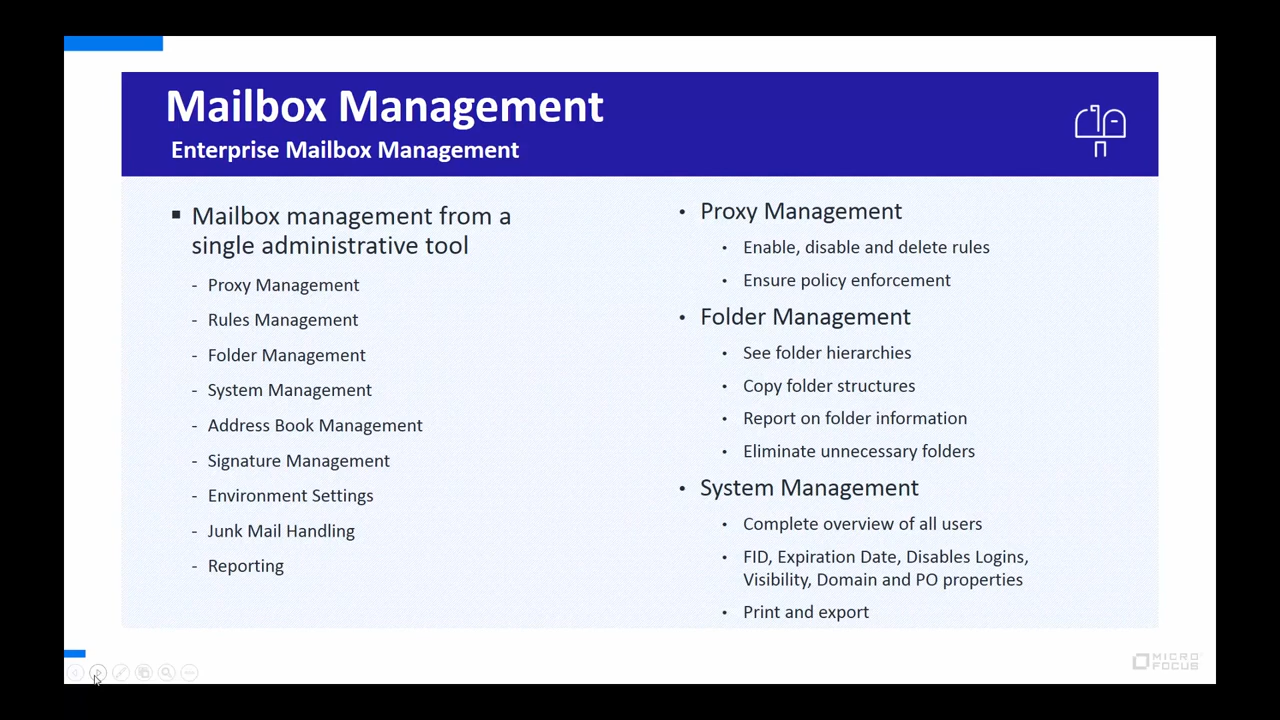 Mailbox Management
Enterprise Mailbox Management
▪ Mailbox management from a
single administrative tool
- Proxy Management
- Rules Management
- Folder Management
- System Management
- Address Book Management
- Signature Management
- Environment Settings
- Junk Mail Handling
- Reporting
• Proxy Management
• Enable, disable and delete rules
• Ensure policy enforcement
• Folder Management
• See folder hierarchies
• Copy folder structures
• Report on folder information
• Eliminate unnecessary folders
• System Management
• Complete overview of all users
• FID, Expiration Date, Disables Logins,
Visibility, Domain and PO properties
• Print and export
MICRO
FOCUS